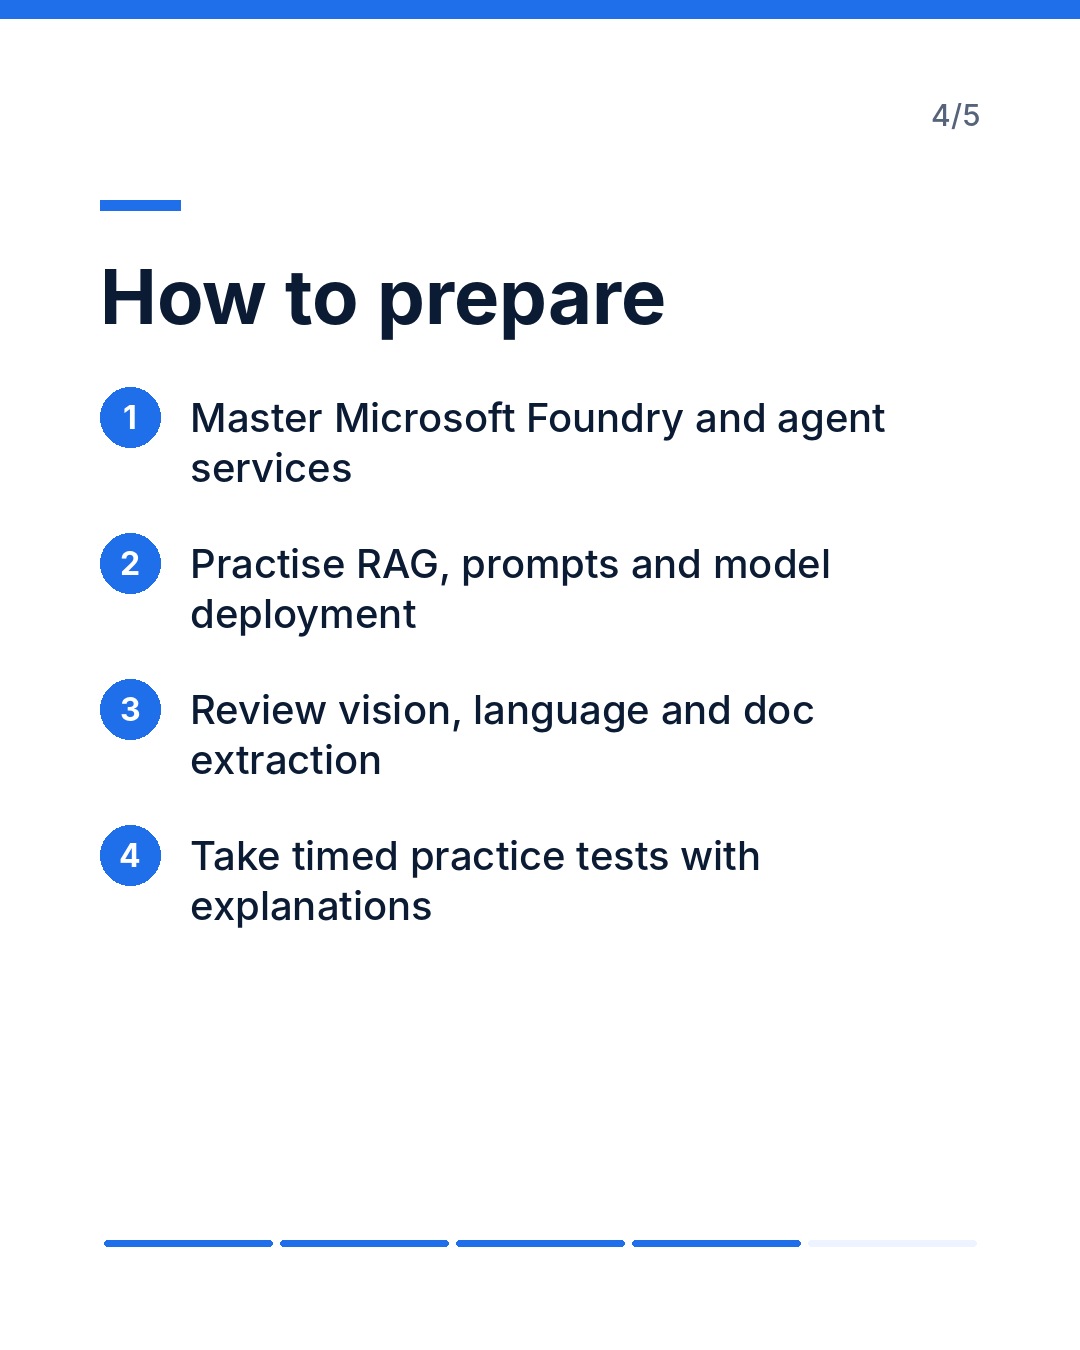 4/5
How to prepare
1 Master Microsoft Foundry and agent
services
2 Practise RAG, prompts and model
deployment
3 Review vision, language and doc
extraction
4 Take timed practice tests with
explanations